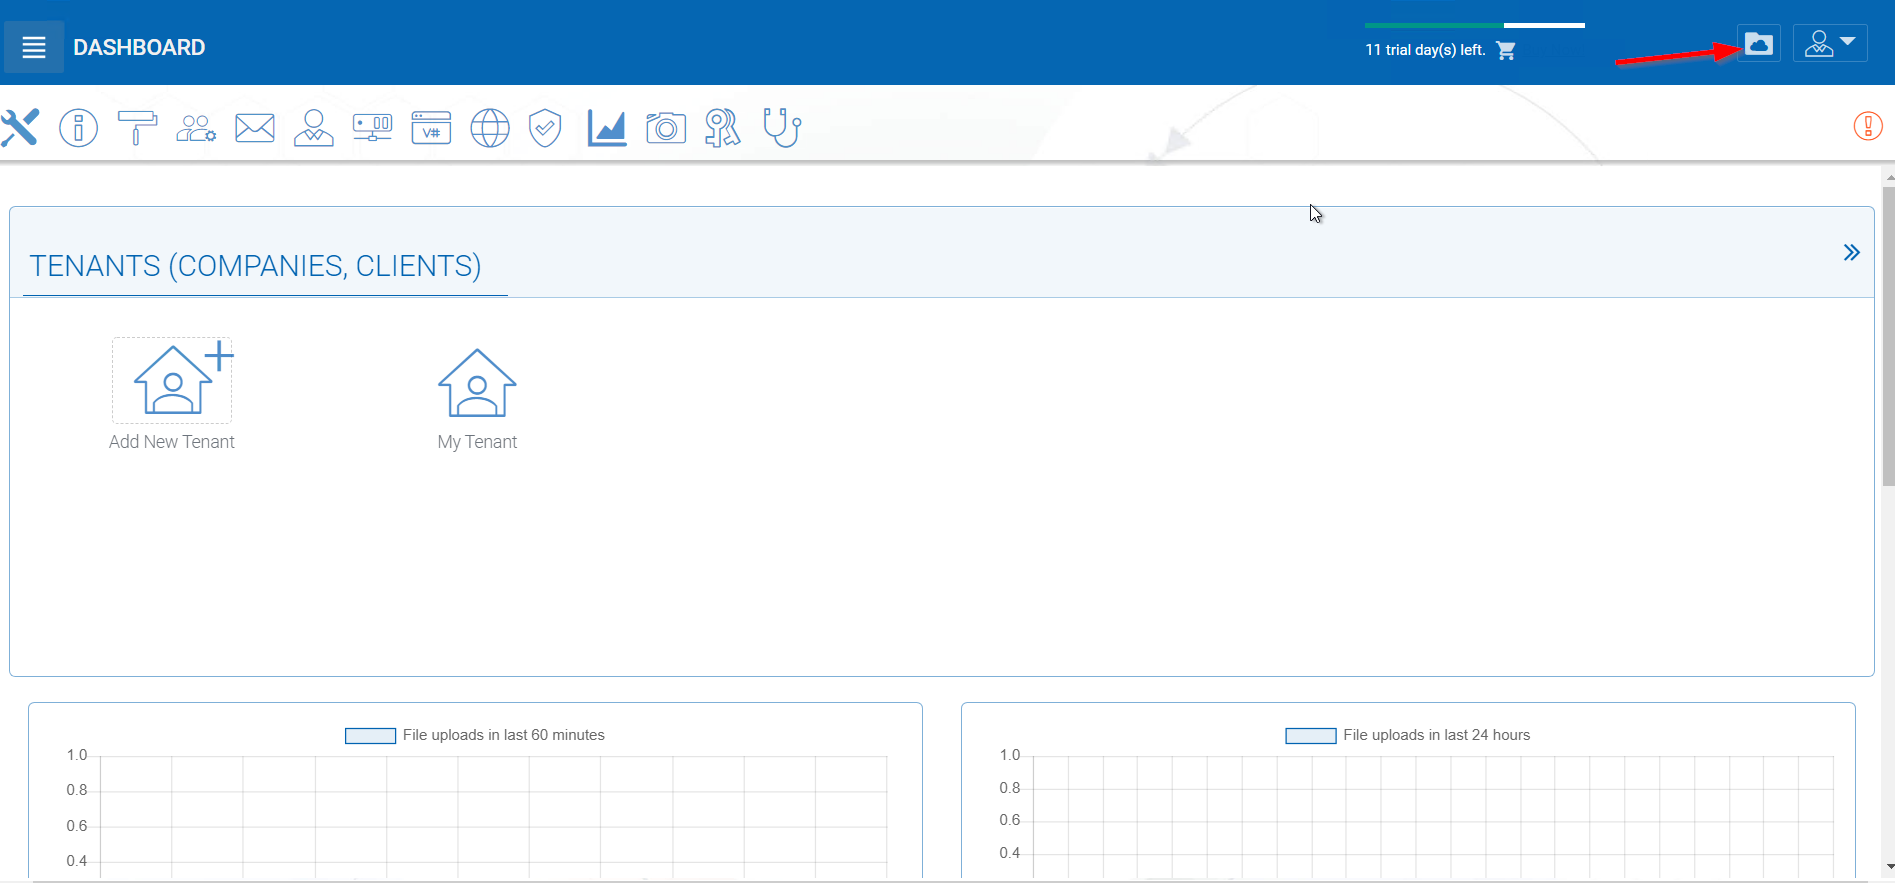 DASHBOARD
11 trial day(s) left.
V#
TENANTS (COMPANIES, CLIENTS)
Add New Tenant
My Tenant
File uploads in last 60 minutes
1.0
0.8
0.6
0.4
File uploads in last 24 hours
1.0
0.8
0.6
0.4